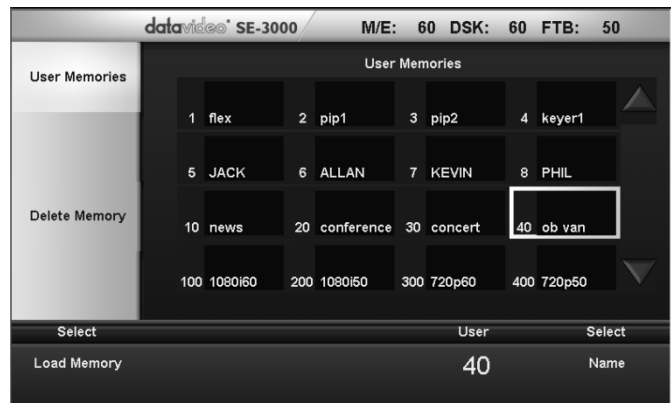 datavideo SE-3000 M/E: 60 DSK: 60 FTB: 50
User Memories
User Memories
1 flex 2 pip1 3 pip2 4 keyer1
5 JACK 6 ALLAN 7 KEVIN 8 PHIL
Delete Memory
10 news 20 conference 30 concert 40 ob van
100 1080i60 200 1080i50 300 720p60 400 720p50
Select User Select
Load Memory 40 Name